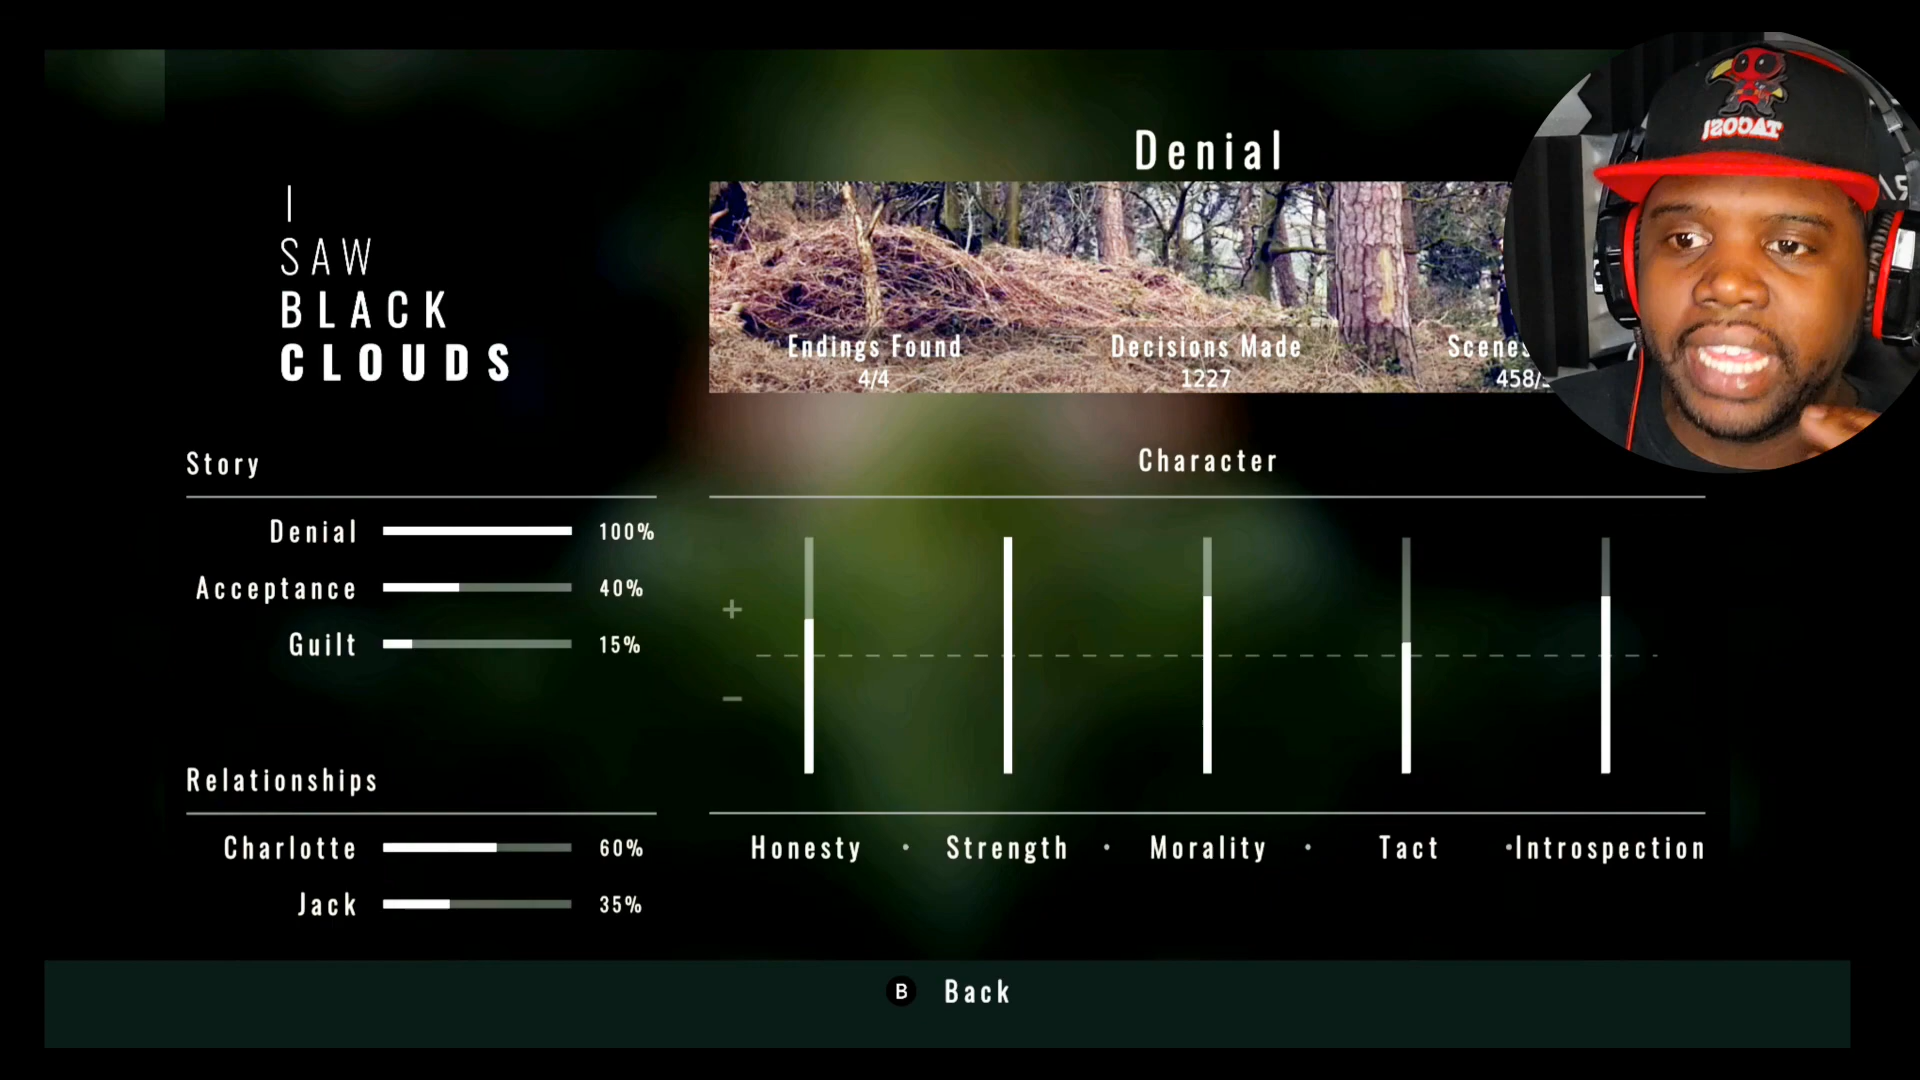 Denial
I
SAW
BLACK
CLOUDS
Endings Found
4/4
Decisions Made
1227
Scenes
458/
Story
Denial 100%
Acceptance 40%
Guilt 15%
Character
+
−
Relationships
Charlotte 60%
Jack 35%
Honesty • Strength • Morality • Tact • Introspection
B Back